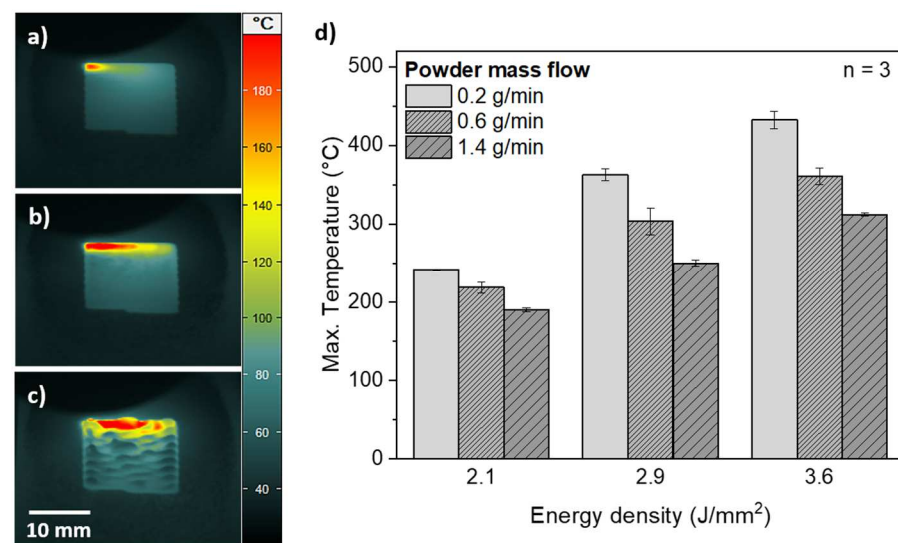 a)
b)
c)
10 mm
°C
180
160
140
120
100
80
60
40
d)
Powder mass flow
0.2 g/min
0.6 g/min
1.4 g/min
n = 3
Max. Temperature (°C)
500
400
300
200
100
0
2.1
2.9
3.6
Energy density (J/mm²)